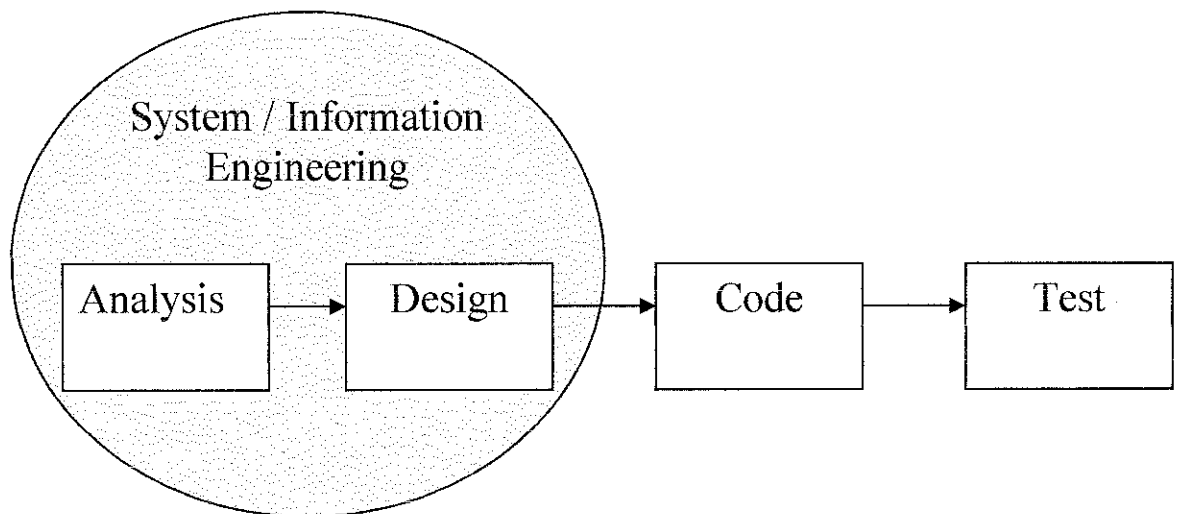 System / Information
Engineering
Analysis
Design
Code
Test